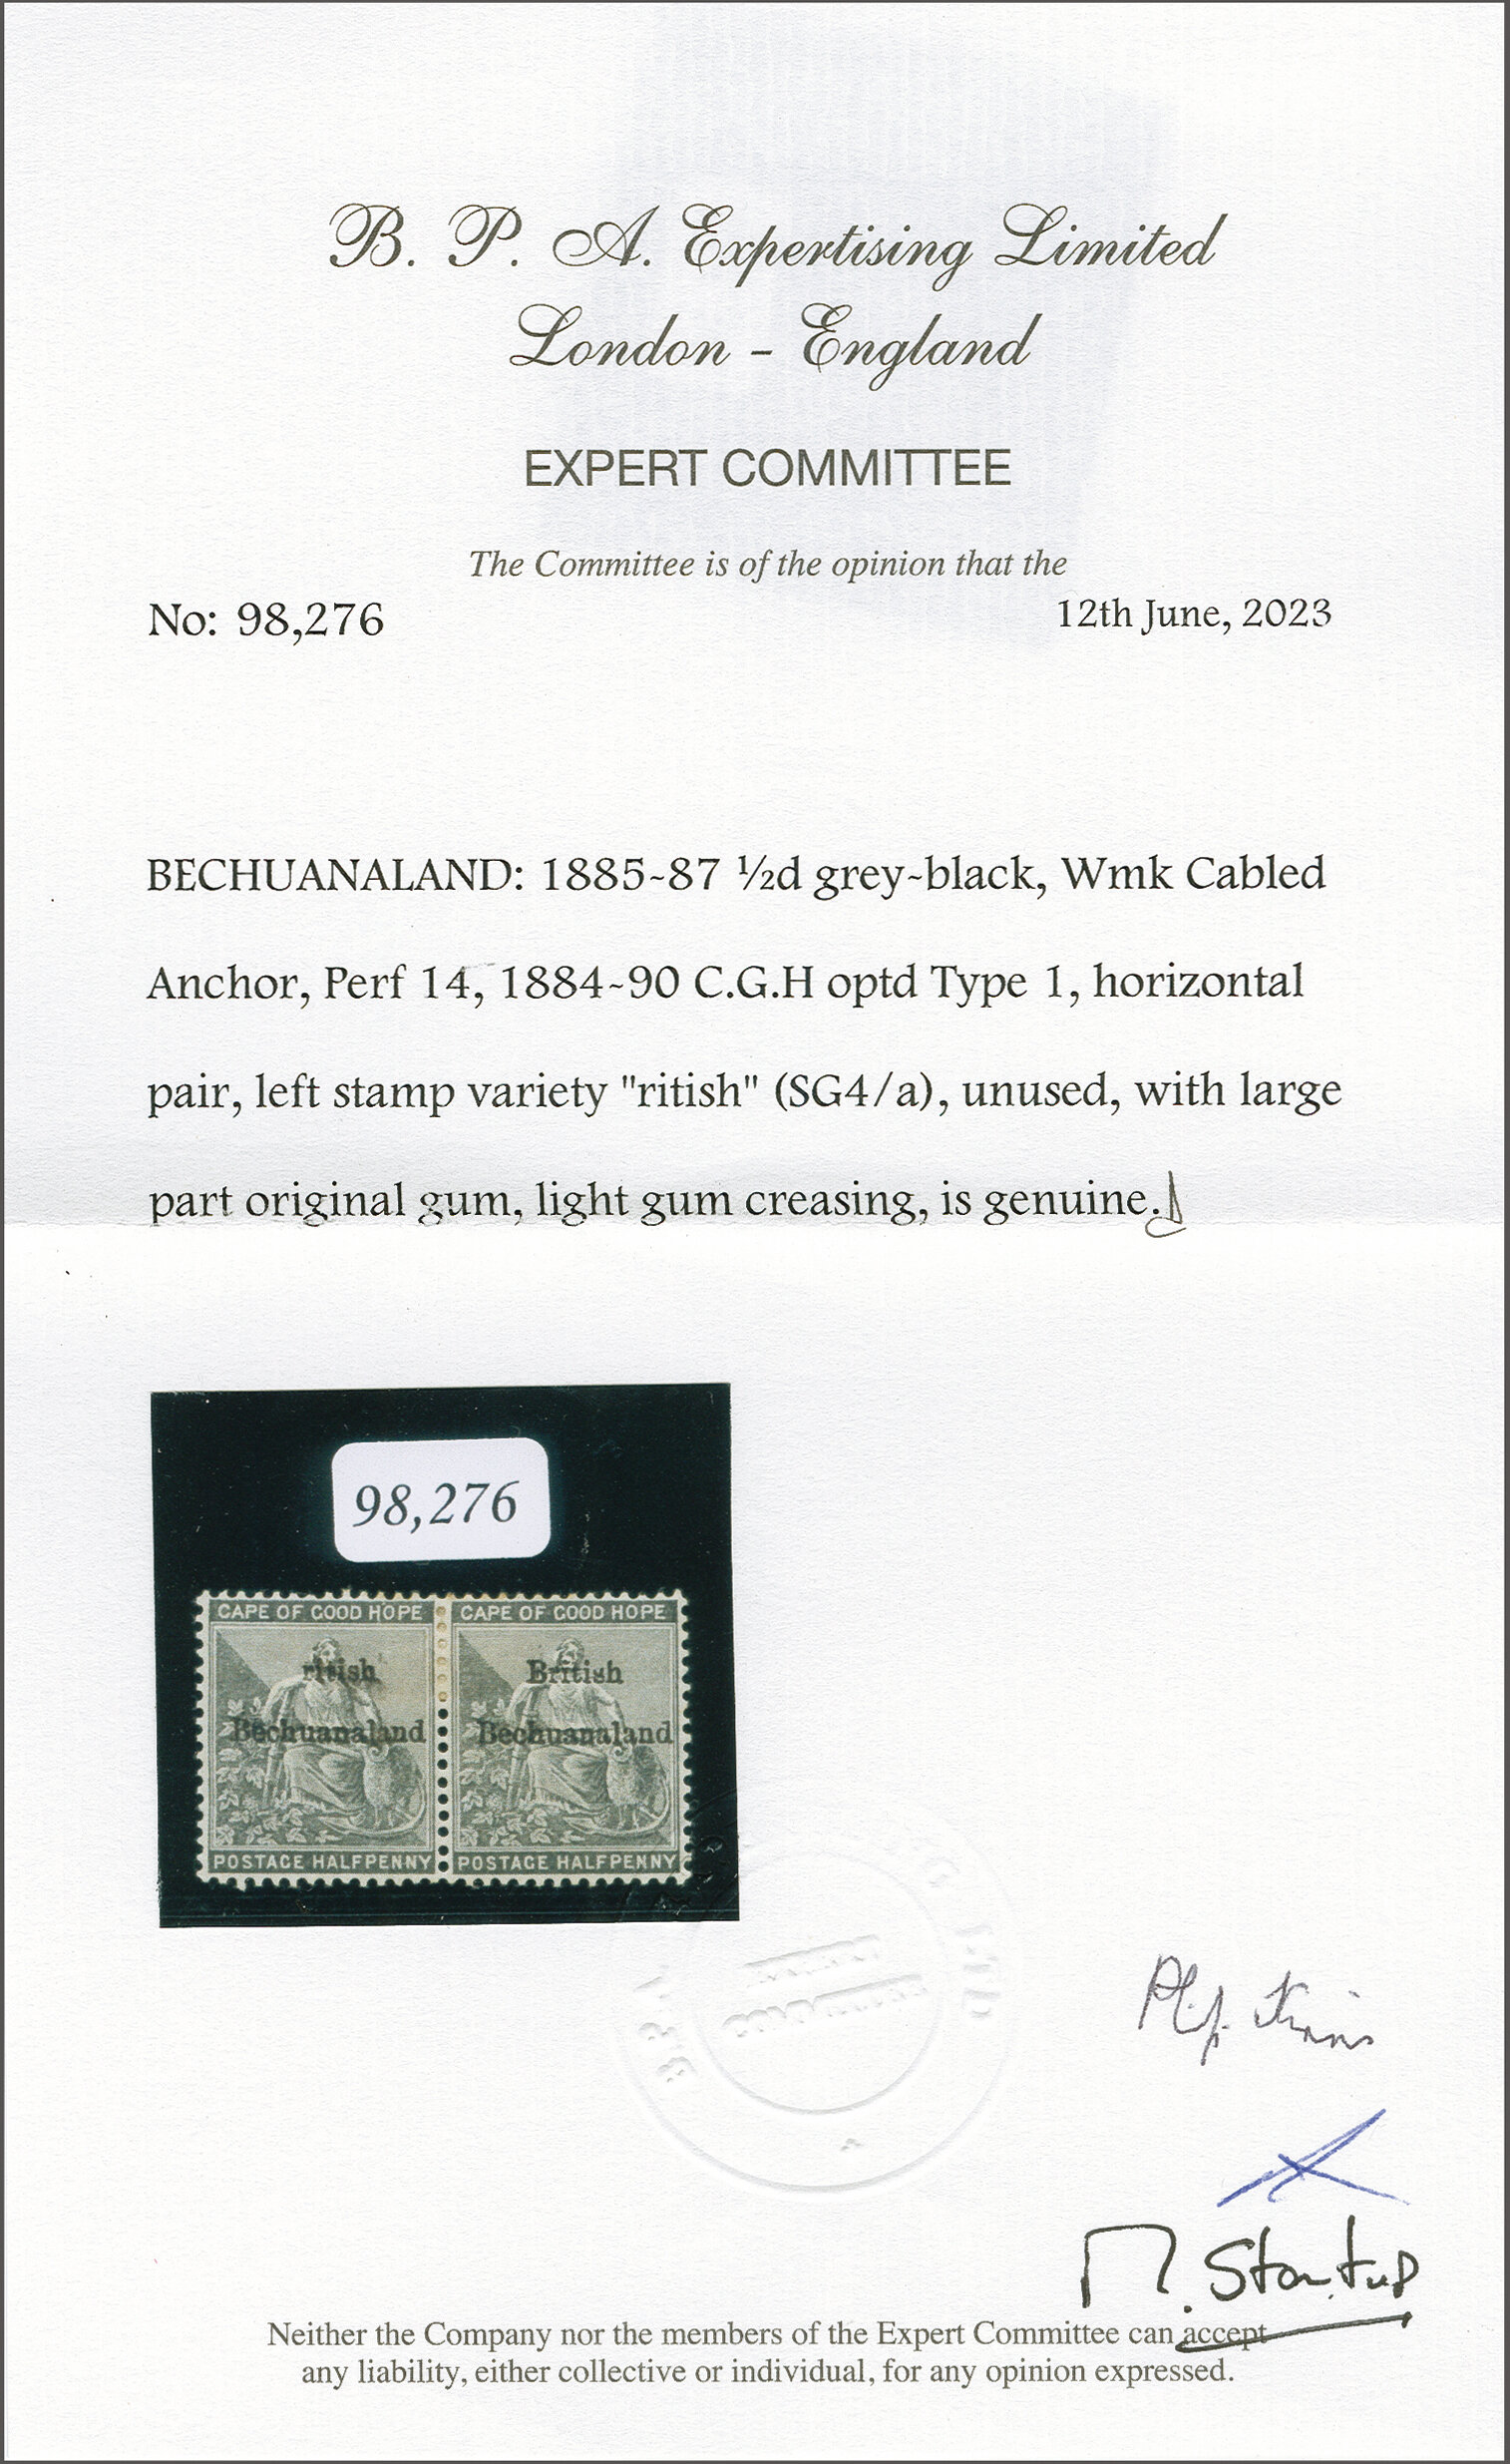 B. P. A. Expertising Limited
London - England
EXPERT COMMITTEE
The Committee is of the opinion that the
No: 98,276
12th June, 2023
BECHUANALAND: 1885-87 ½d grey-black, Wmk Cabled
Anchor, Perf 14, 1884-90 C.G.H optd Type 1, horizontal
pair, left stamp variety "ritish" (SG4/a), unused, with large
part original gum, light gum creasing, is genuine.
98,276
CAPE OF GOOD HOPE
ritish
Bechuanaland
POSTAGE HALFPENNY
CAPE OF GOOD HOPE
British
Bechuanaland
POSTAGE HALFPENNY
EXPERT
COMMITTEE
LTD
Startup
Neither the Company nor the members of the Expert Committee can accept
any liability, either collective or individual, for any opinion expressed.